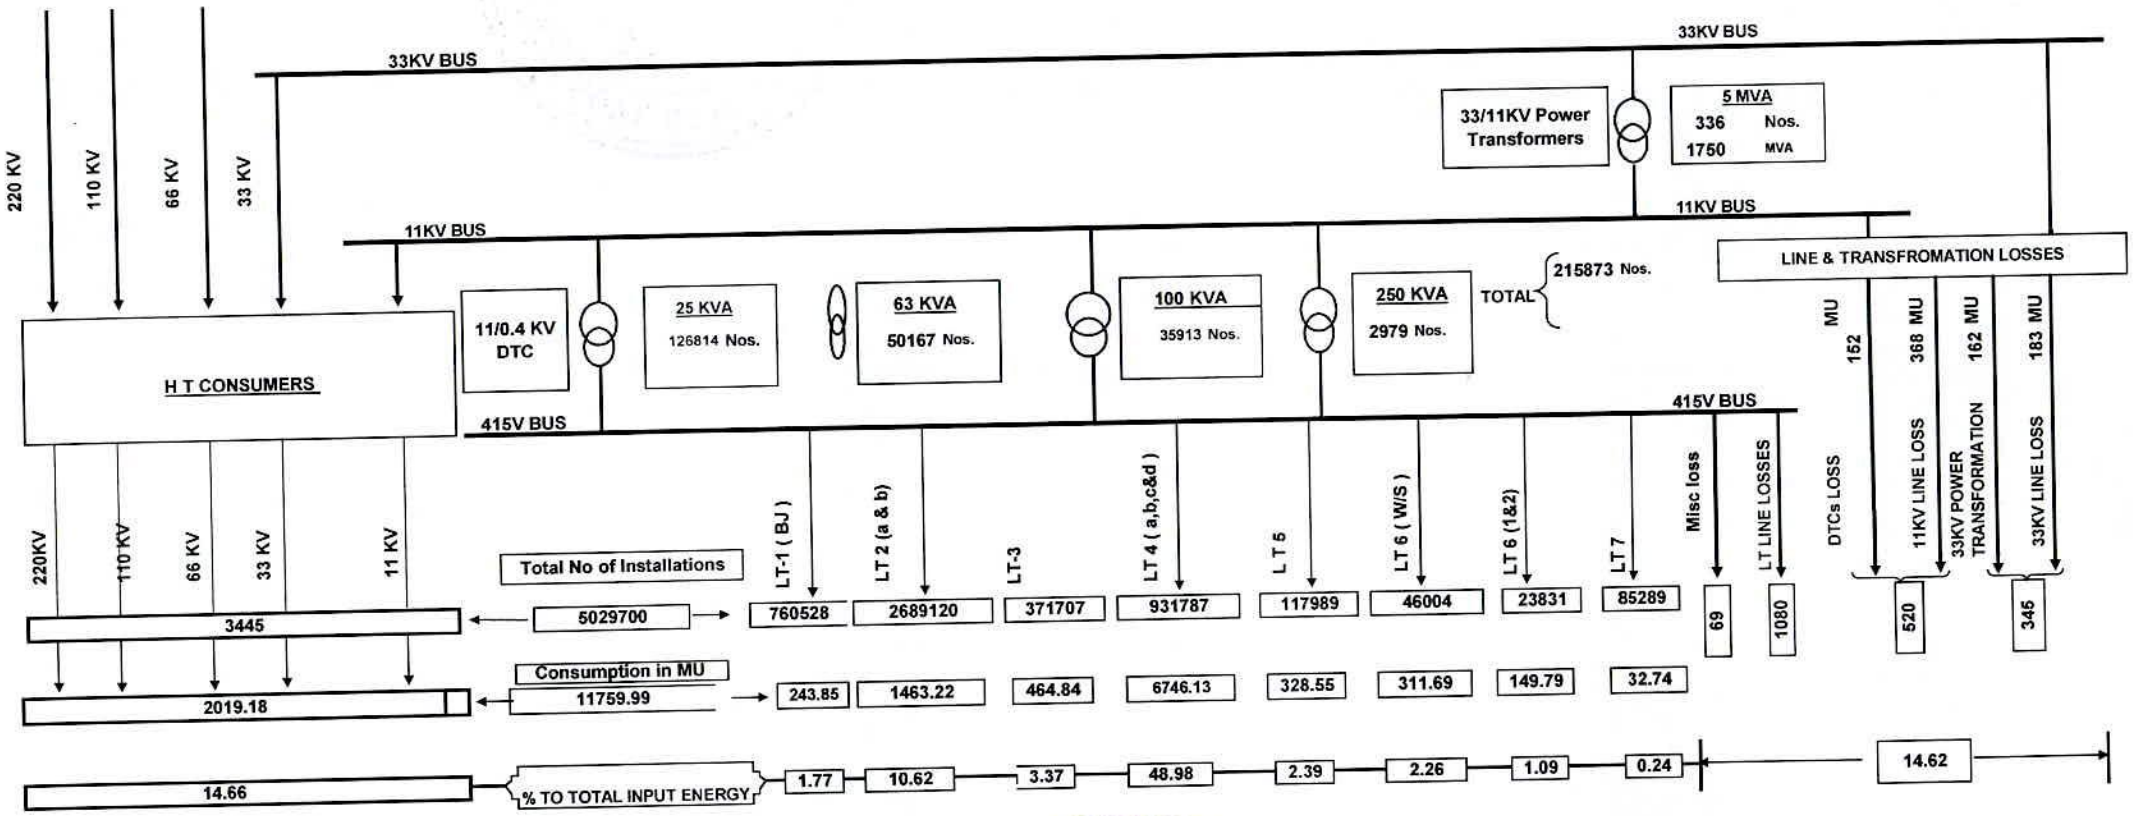 33KV BUS
33KV BUS
220 KV
110 KV
66 KV
33 KV
33/11KV Power
Transformers
5 MVA
336 Nos.
1750 MVA
11KV BUS
11KV BUS
LINE & TRANSFROMATION LOSSES
H T CONSUMERS
11/0.4 KV
DTC
25 KVA
126814 Nos.
63 KVA
50167 Nos.
100 KVA
35913 Nos.
250 KVA
2979 Nos.
TOTAL
215873 Nos.
152 MU
368 MU
162 MU
183 MU
415V BUS
415V BUS
220KV
110 KV
66 KV
33 KV
11 KV
Total No of Installations
LT-1 ( BJ )
LT 2 (a & b)
LT-3
LT 4 ( a,b,c&d )
L T 5
LT 6 ( W/S )
LT 6 (1&2)
LT 7
Misc loss
LT LINE LOSSES
DTCs LOSS
11KV LINE LOSS
33KV POWER
TRANSFORMATION
33KV LINE LOSS
3445
5029700
760528
2689120
371707
931787
117989
46004
23831
85289
69
1080
520
345
Consumption in MU
2019.18
11759.99
243.85
1463.22
464.84
6746.13
328.55
311.69
149.79
32.74
14.66
% TO TOTAL INPUT ENERGY
1.77
10.62
3.37
48.98
2.39
2.26
1.09
0.24
14.62